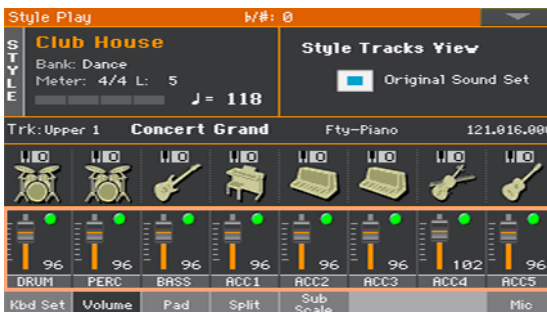 Style Play ♭/#: 0
STYLE
Club House
Bank: Dance
Meter: 4/4 L: 5
♩= 118
Style Tracks View
Original Sound Set
Trk: Upper 1 Concert Grand Fty-Piano 121.016.00
96 96 96 96 96 96 102 96
DRUM PERC BASS ACC1 ACC2 ACC3 ACC4 ACC5
Kbd Set Volume Pad Split Sub Scale Mic